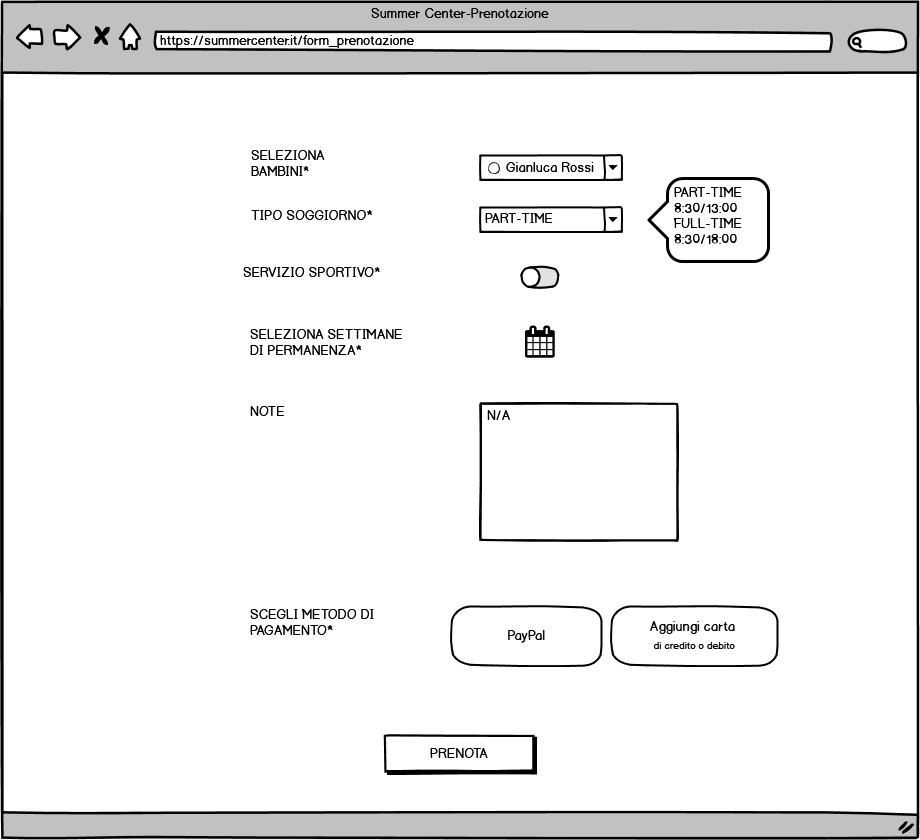 Summer Center-Prenotazione
https://summercenter.it/form_prenotazione
SELEZIONA
BAMBINI*
Gianluca Rossi
TIPO SOGGIORNO*
PART-TIME
PART-TIME
8:30/13:00
FULL-TIME
8:30/18:00
SERVIZIO SPORTIVO*
SELEZIONA SETTIMANE
DI PERMANENZA*
NOTE
N/A
SCEGLI METODO DI
PAGAMENTO*
PayPal
Aggiungi carta
di credito o debito
PRENOTA